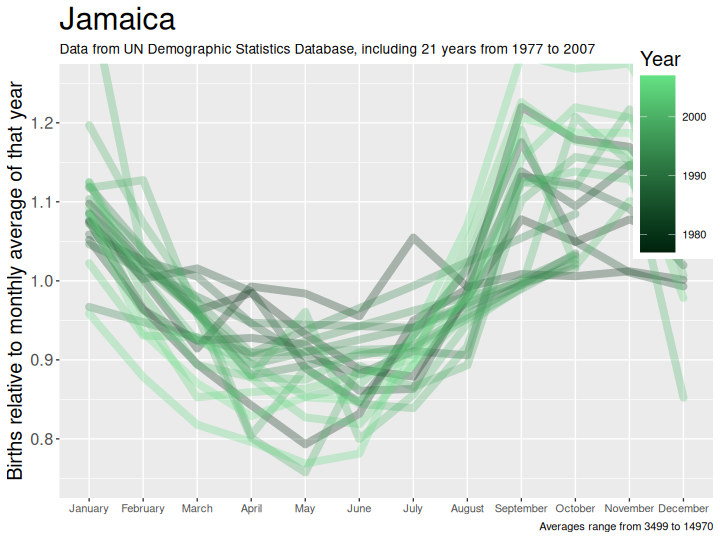 Jamaica
Data from UN Demographic Statistics Database, including 21 years from 1977 to 2007
Year
2000
1990
1980
Births relative to monthly average of that year
1.2
1.1
1.0
0.9
0.8
January February March April May June July August September October November December
Averages range from 3499 to 14970